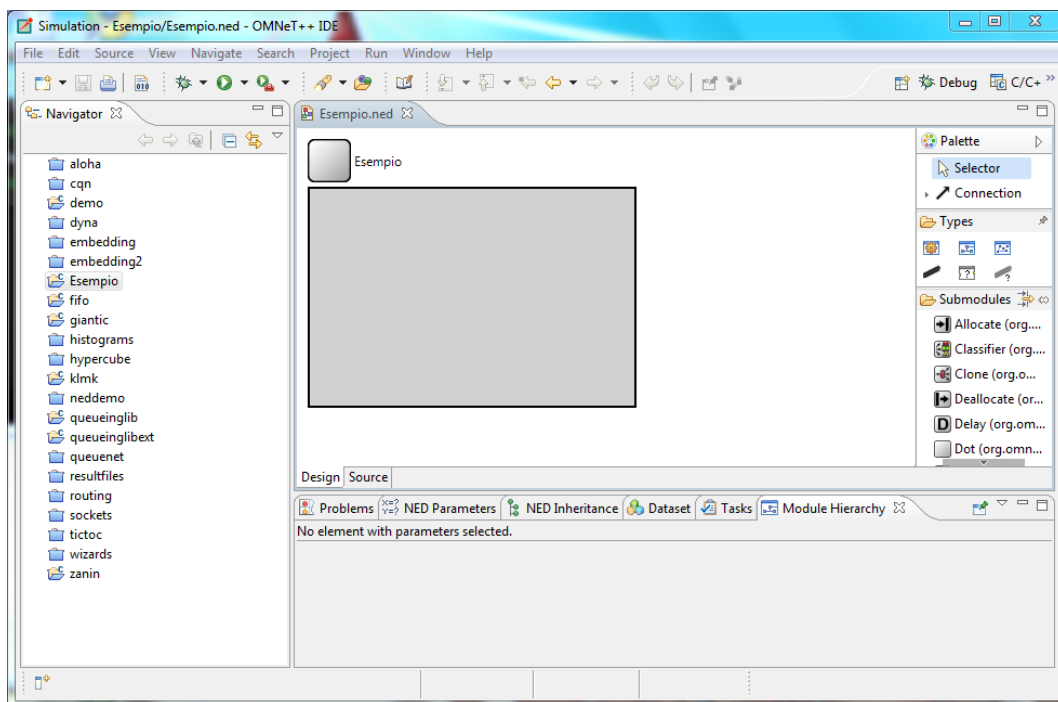 Simulation - Esempio/Esempio.ned - OMNeT++ IDE
File Edit Source View Navigate Search Project Run Window Help
010
Debug C/C+ »
Navigator
Esempio.ned
aloha
cqn
demo
dyna
embedding
embedding2
Esempio
fifo
giantic
histograms
hypercube
klmk
neddemo
queueinglib
queueinglibext
queuenet
resultfiles
routing
sockets
tictoc
wizards
zanin
Esempio
Palette
Selector
Connection
Types
Submodules
Allocate (org....
Classifier (org....
Clone (org.o...
Deallocate (or...
D Delay (org.om...
Dot (org.omn...
Design Source
Problems NED Parameters NED Inheritance Dataset Tasks Module Hierarchy
No element with parameters selected.